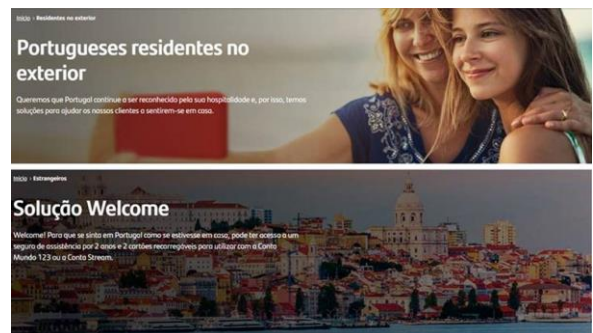 Início > Residentes no exterior
Portugueses residentes no
exterior
Queremos que Portugal continue a ser reconhecido pela sua hospitalidade e, por isso, temos
soluções para ajudar os nossos clientes a sentirem-se em casa.
Início > Estrangeiros
Solução Welcome
Welcome! Para que se sinta em Portugal como se estivesse em casa, pode ter acesso a um
seguro de assistência por 2 anos e 2 cartões recarregáveis para utilizar com a Conta
Mundo 123 ou a Conta Stream.